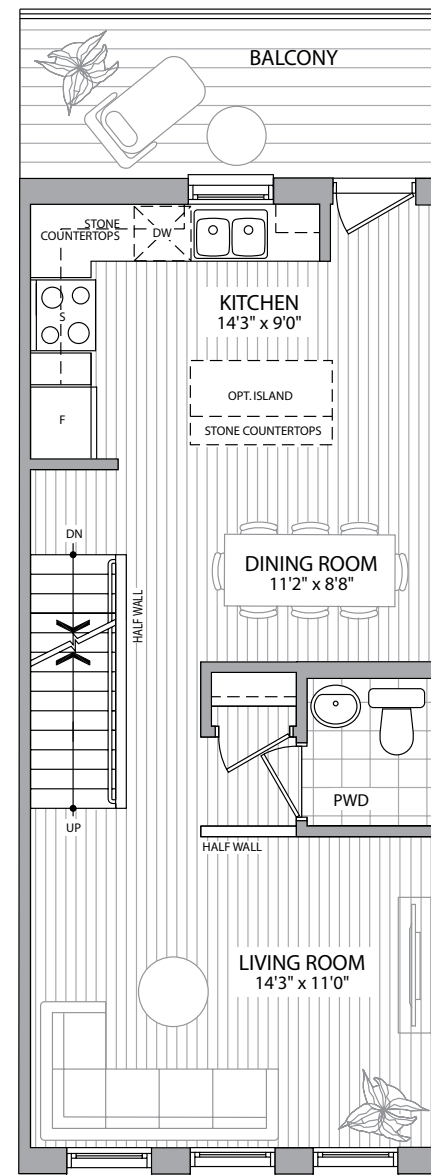 BALCONY
STONE
COUNTERTOPS
DW
KITCHEN
14'3" x 9'0"
S
OPT. ISLAND
F
STONE COUNTERTOPS
DN
DINING ROOM
11'2" x 8'8"
HALF WALL
PWD
UP
HALF WALL
LIVING ROOM
14'3" x 11'0"